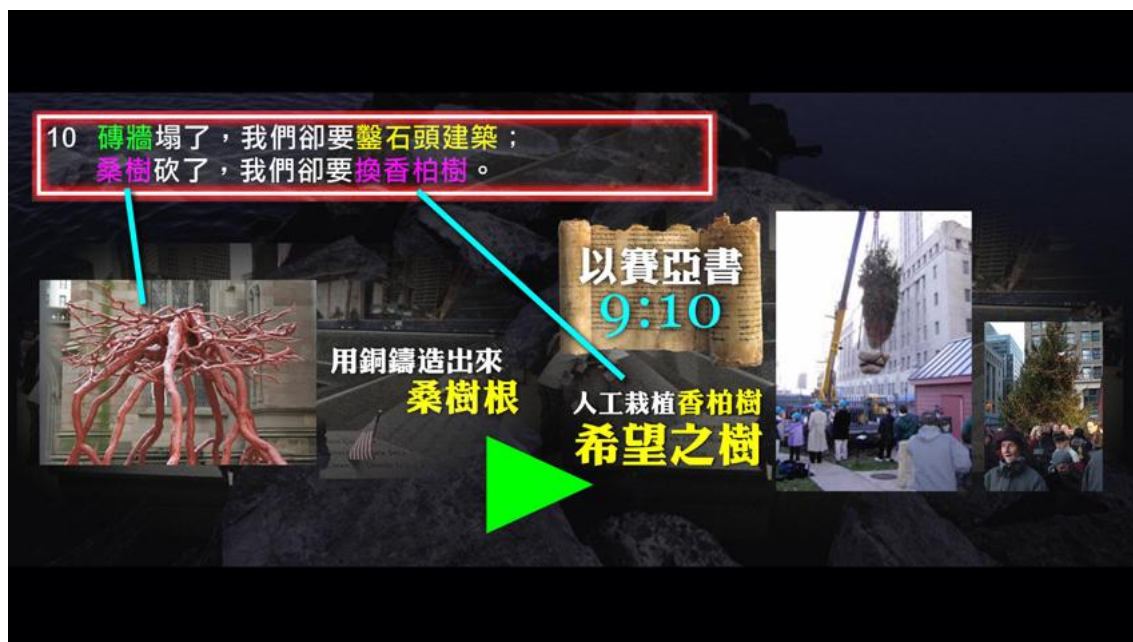 10 磚牆塌了，我們卻要鑿石頭建築；
桑樹砍了，我們卻要換香柏樹。
以賽亞書
9:10
用銅鑄造出來
桑樹根
人工栽植香柏樹
希望之樹